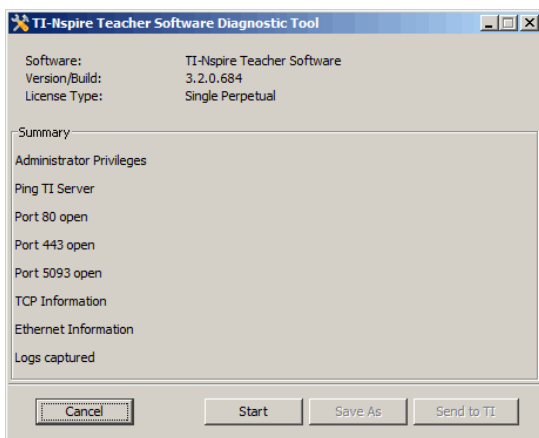 TI-Nspire Teacher Software Diagnostic Tool
Software: TI-Nspire Teacher Software
Version/Build: 3.2.0.684
License Type: Single Perpetual
Summary
Administrator Privileges
Ping TI Server
Port 80 open
Port 443 open
Port 5093 open
TCP Information
Ethernet Information
Logs captured
Cancel Start Save As Send to TI